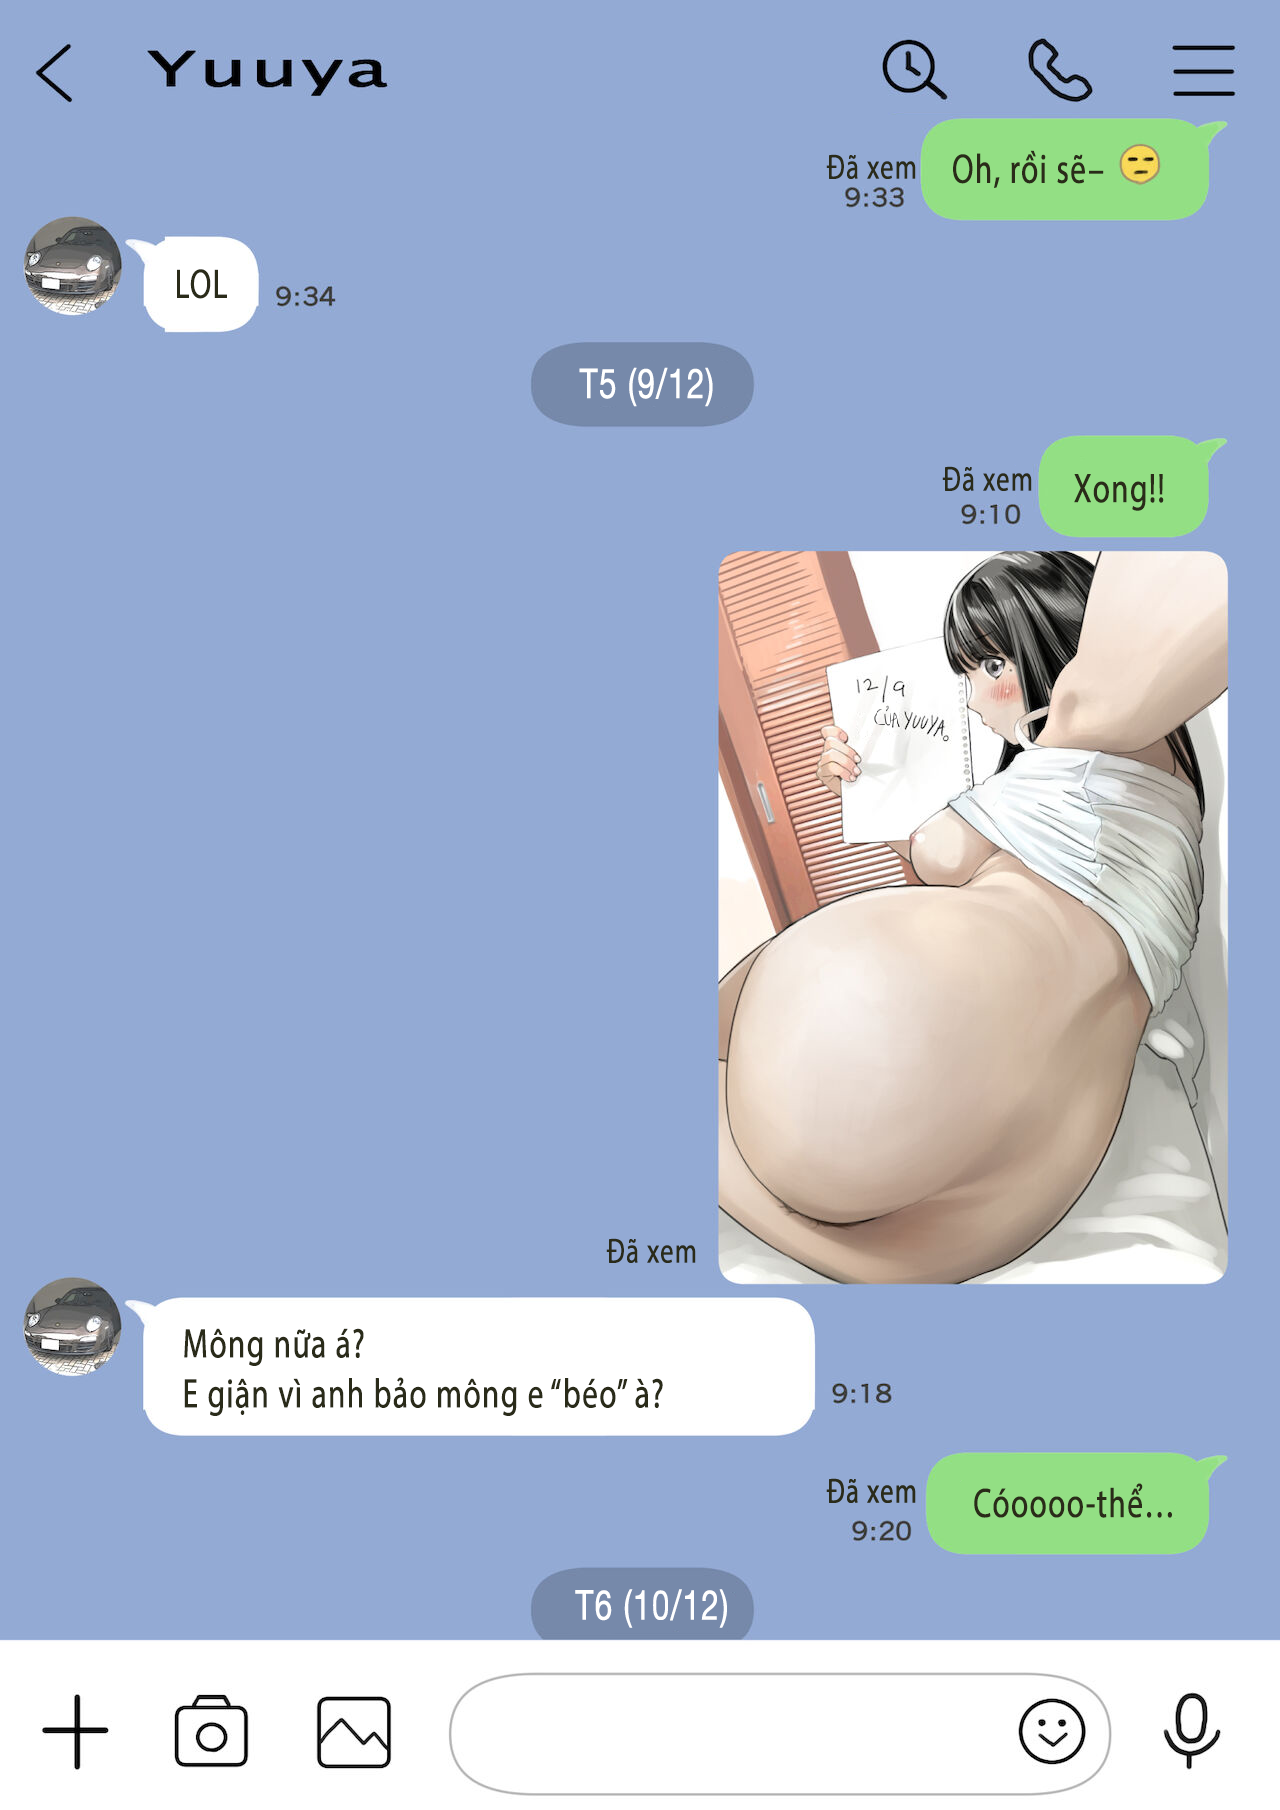 Yuuya
Oh, rồi sẽ–
Đã xem
9:33
LOL
9:34
T5 (9/12)
Xong!!
Đã xem
9:10
12/9
CỦA YUUYA。
Đã xem
Mông nữa á?
E giận vì anh bảo mông e “béo” à?
9:18
Cóoooo-thể...
Đã xem
9:20
T6 (10/12)